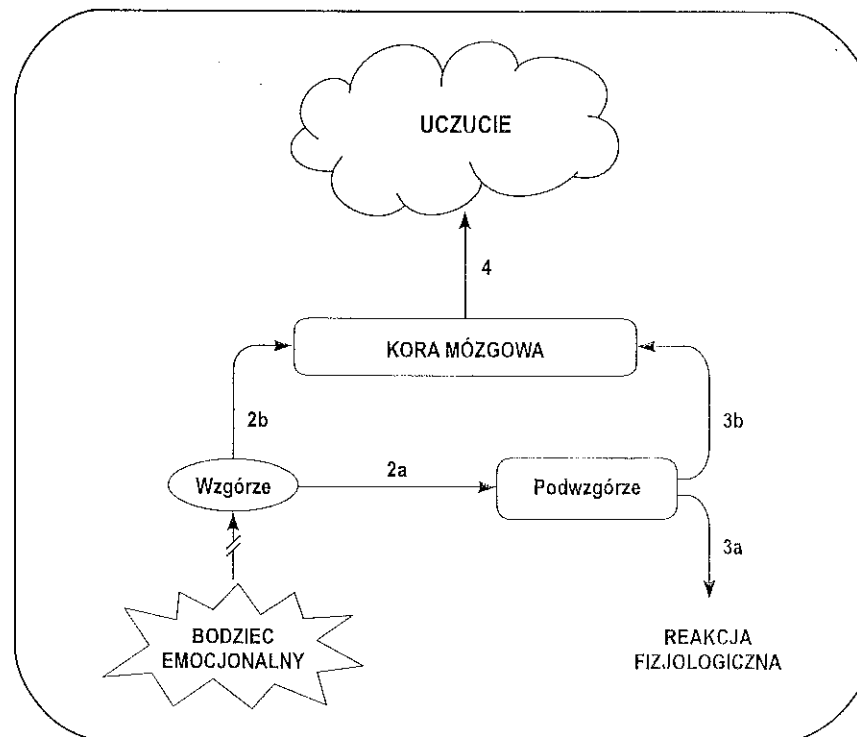 UCZUCIE
4
KORA MÓZGOWA
2b
3b
2a
Wzgórze
Podwzgórze
3a
BODZIEC
EMOCJONALNY
REAKCJA
FIZJOLOGICZNA